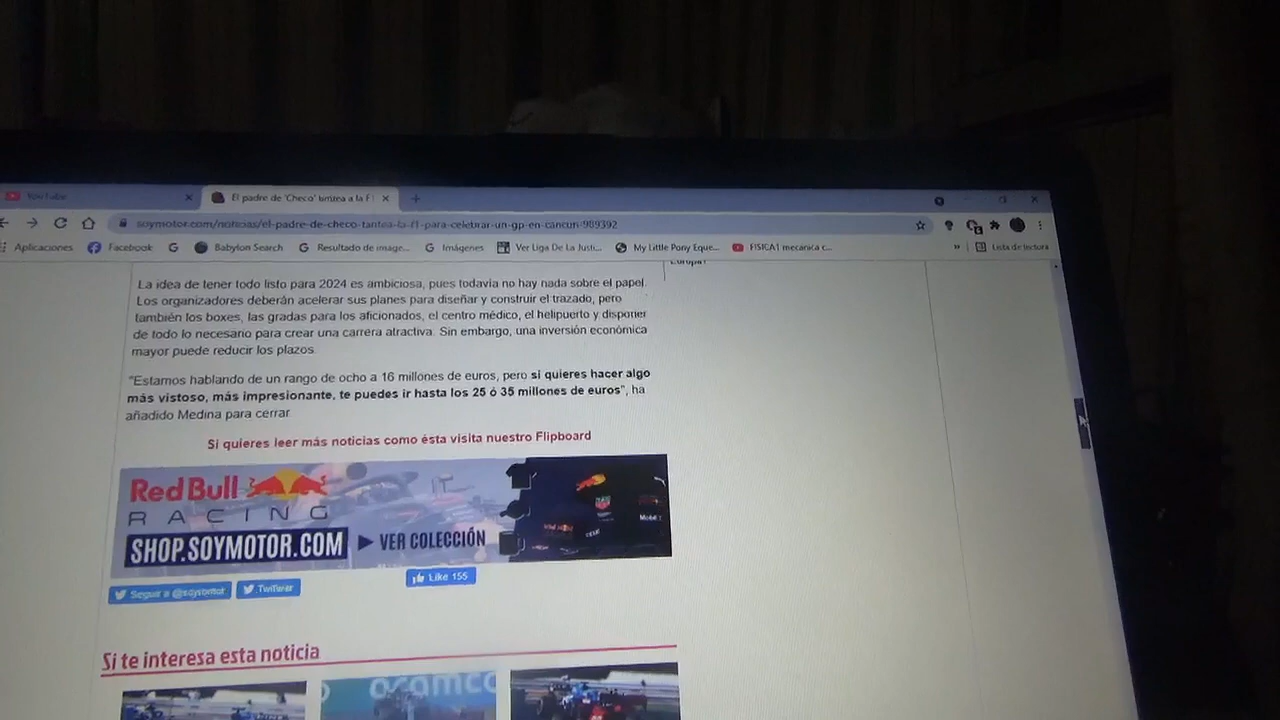 YouTube
El padre de 'Checo' tantea a la F1
soymotor.com/noticias/el-padre-de-checo-tantea-la-f1-para-celebrar-un-gp-en-cancun-989392
Aplicaciones Facebook Babylon Search Resultado de image... Imágenes Ver Liga De La Justi... My Little Pony Eque... FISICA1 mecánica c... » Lista de lectura
La idea de tener todo listo para 2024 es ambiciosa, pues todavía no hay nada sobre el papel.
Los organizadores deberán acelerar sus planes para diseñar y construir el trazado, pero
también los boxes, las gradas para los aficionados, el centro médico, el helipuerto y disponer
de todo lo necesario para crear una carrera atractiva. Sin embargo, una inversión económica
mayor puede reducir los plazos.
"Estamos hablando de un rango de ocho a 16 millones de euros, pero si quieres hacer algo
más vistoso, más impresionante, te puedes ir hasta los 25 ó 35 millones de euros", ha
añadido Medina para cerrar.
Si quieres leer más noticias como ésta visita nuestro Flipboard
Red Bull
RACING
SHOP.SOYMOTOR.COM VER COLECCIÓN
Seguir a @soymotor Twittear Like 155
Si te interesa esta noticia
aramco